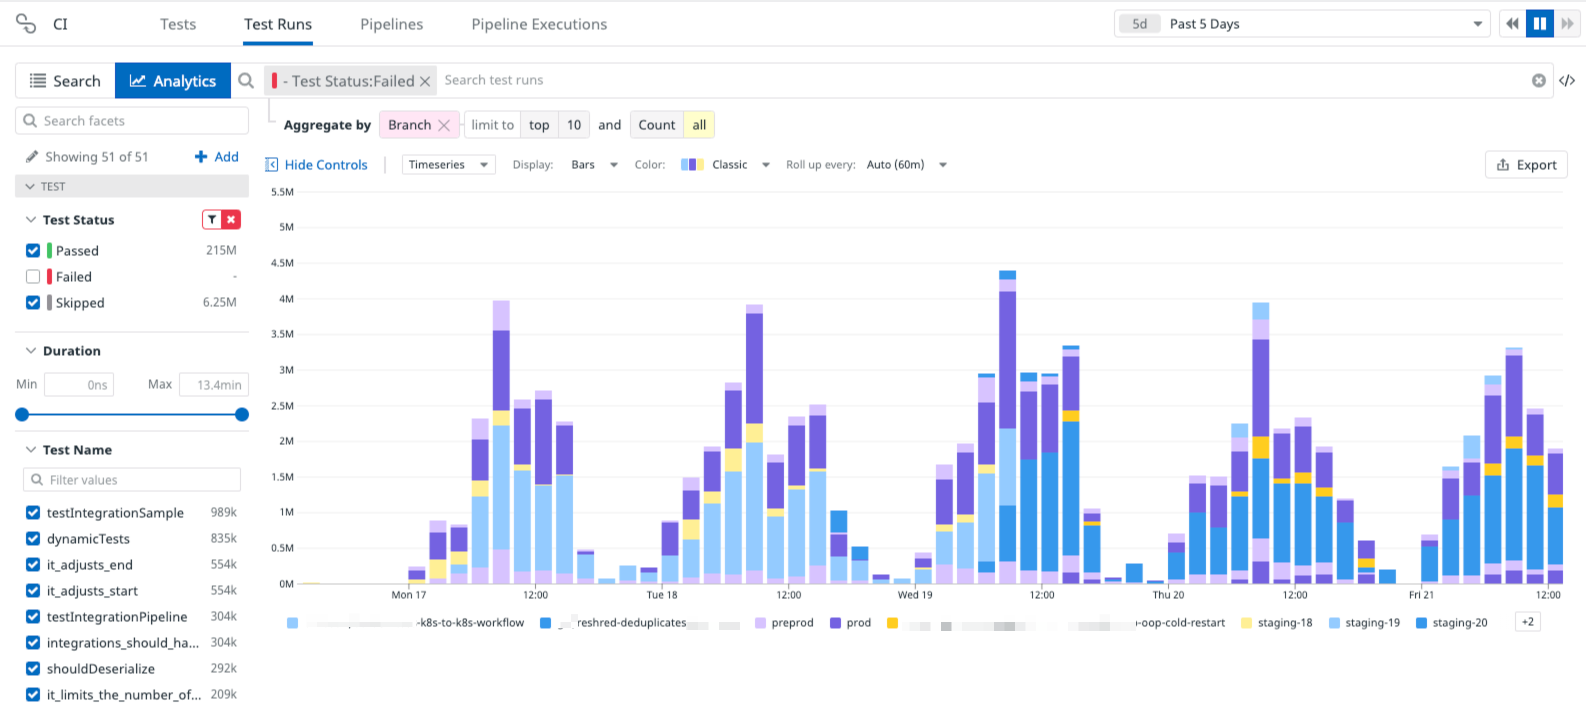 CI Tests Test Runs Pipelines Pipeline Executions 5d Past 5 Days
Search Analytics - Test Status:Failed Search test runs
Search facets Aggregate by Branch limit to top 10 and Count all
Showing 51 of 51 Add Hide Controls Timeseries Display: Bars Color: Classic Roll up every: Auto (60m) Export
TEST
Test Status
Passed 215M
Failed -
Skipped 6.25M
Duration
Min 0ns Max 13.4min
Test Name
Filter values
testIntegrationSample 989k
dynamicTests 835k
it_adjusts_end 554k
it_adjusts_start 554k
testIntegrationPipeline 304k
integrations_should_ha... 304k
shouldDeserialize 292k
it_limits_the_number_of... 209k
5.5M
5M
4.5M
4M
3.5M
3M
2.5M
2M
1.5M
1M
0.5M
0M
Mon 17 12:00 Tue 18 12:00 Wed 19 12:00 Thu 20 12:00 Fri 21 12:00
-k8s-to-k8s-workflow reshred-deduplicates preprod prod -oop-cold-restart staging-18 staging-19 staging-20 +2